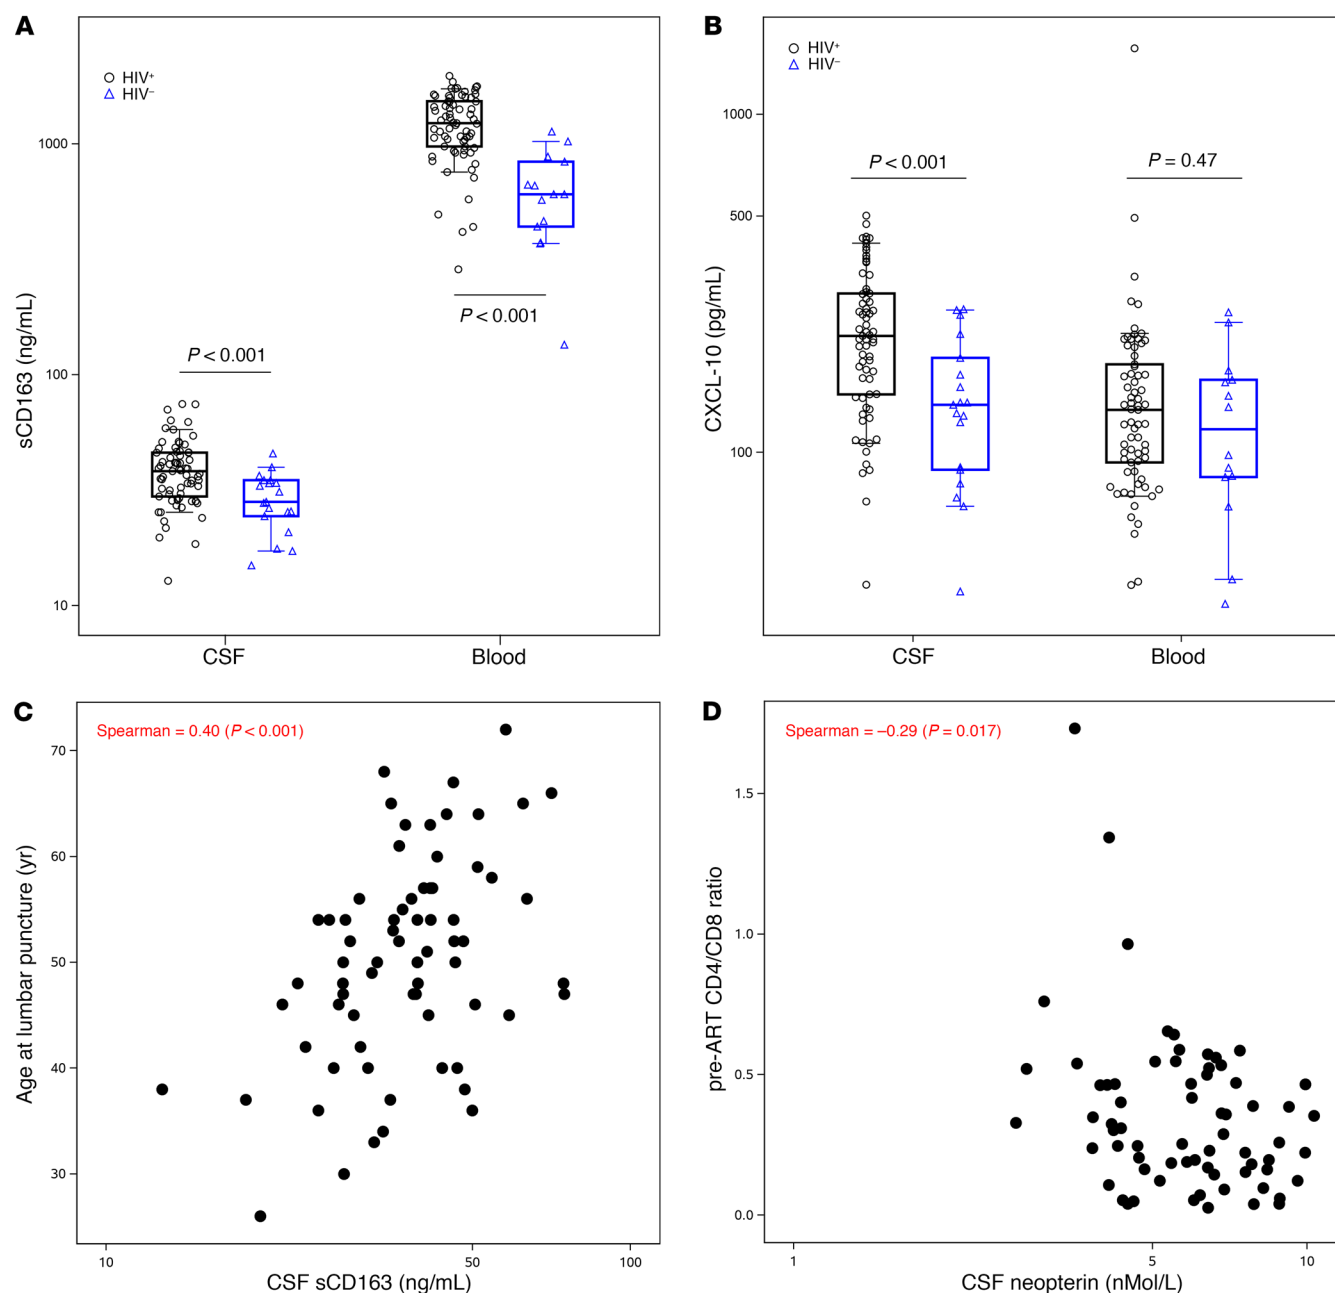 A
HIV⁺
HIV⁻
1000
100
10
sCD163 (ng/mL)
P < 0.001
P < 0.001
CSF
Blood
B
HIV⁺
HIV⁻
1000
500
100
CXCL-10 (pg/mL)
P < 0.001
P = 0.47
CSF
Blood
C
Spearman = 0.40 (P < 0.001)
70
60
50
40
30
Age at lumbar puncture (yr)
10
50
100
CSF sCD163 (ng/mL)
D
Spearman = –0.29 (P = 0.017)
1.5
1.0
0.5
0.0
pre-ART CD4/CD8 ratio
1
5
10
CSF neopterin (nMol/L)